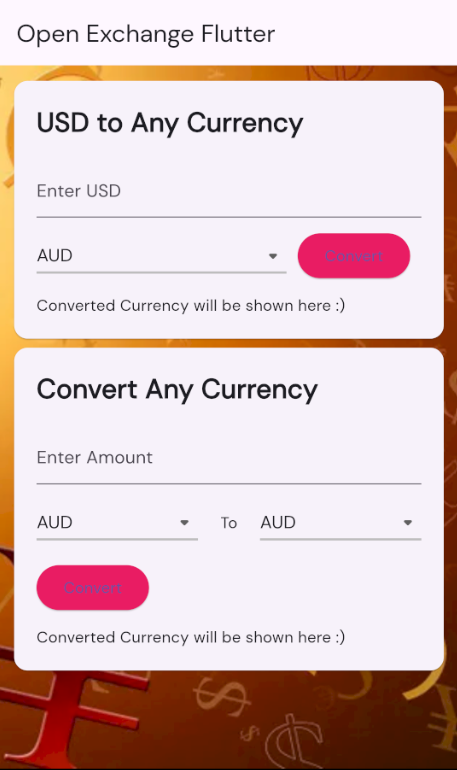 Open Exchange Flutter
USD to Any Currency
Enter USD
AUD
Convert
Converted Currency will be shown here :)
Convert Any Currency
Enter Amount
AUD
To
AUD
Convert
Converted Currency will be shown here :)